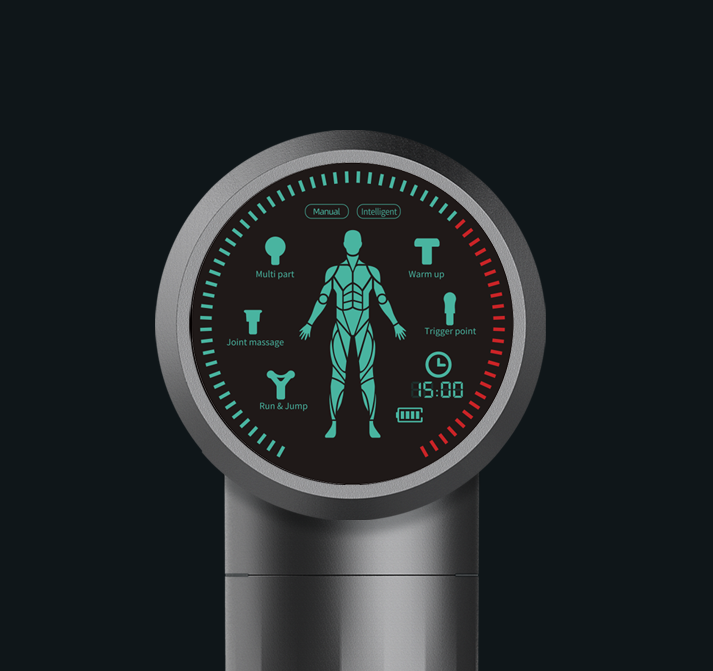 Manual
Intelligent
Multi part
Warm up
Joint massage
Trigger point
Run & Jump
15:00